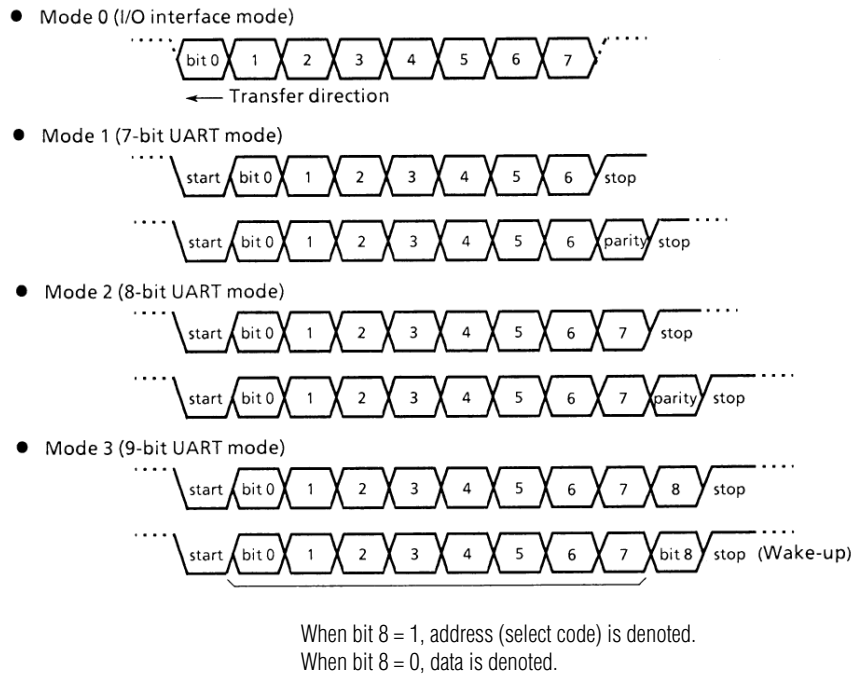 ● Mode 0 (I/O interface mode)
bit 0 1 2 3 4 5 6 7
← Transfer direction
● Mode 1 (7-bit UART mode)
start bit 0 1 2 3 4 5 6 stop
start bit 0 1 2 3 4 5 6 parity stop
● Mode 2 (8-bit UART mode)
start bit 0 1 2 3 4 5 6 7 stop
start bit 0 1 2 3 4 5 6 7 parity stop
● Mode 3 (9-bit UART mode)
start bit 0 1 2 3 4 5 6 7 8 stop
start bit 0 1 2 3 4 5 6 7 bit 8 stop (Wake-up)
When bit 8 = 1, address (select code) is denoted.
When bit 8 = 0, data is denoted.